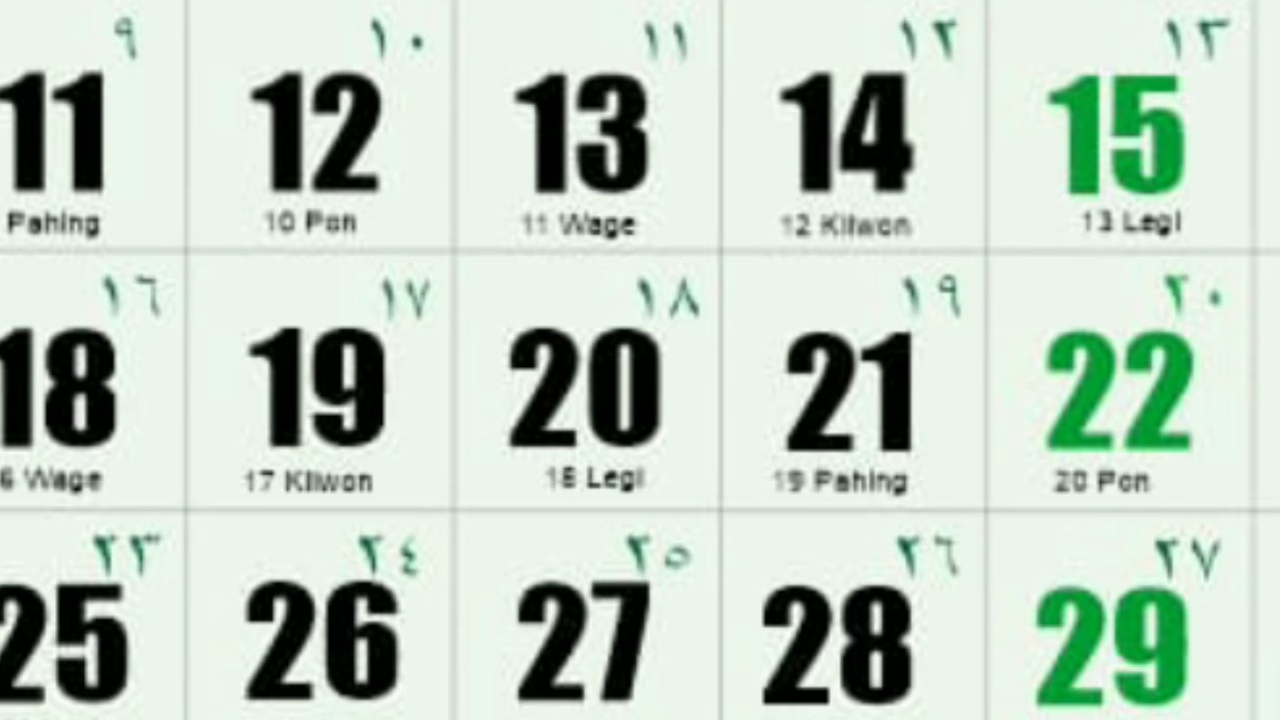 ٩ ١٠ ١١ ١٢ ١٣
11 12 13 14 15
Pahing 10 Pon 11 Wage 12 Kliwon 13 Legi
١٦ ١٧ ١٨ ١٩ ٢٠
18 19 20 21 22
6 Wage 17 Kliwon 18 Legi 19 Pahing 20 Pon
٢٣ ٢٤ ٢٥ ٢٦ ٢٧
25 26 27 28 29